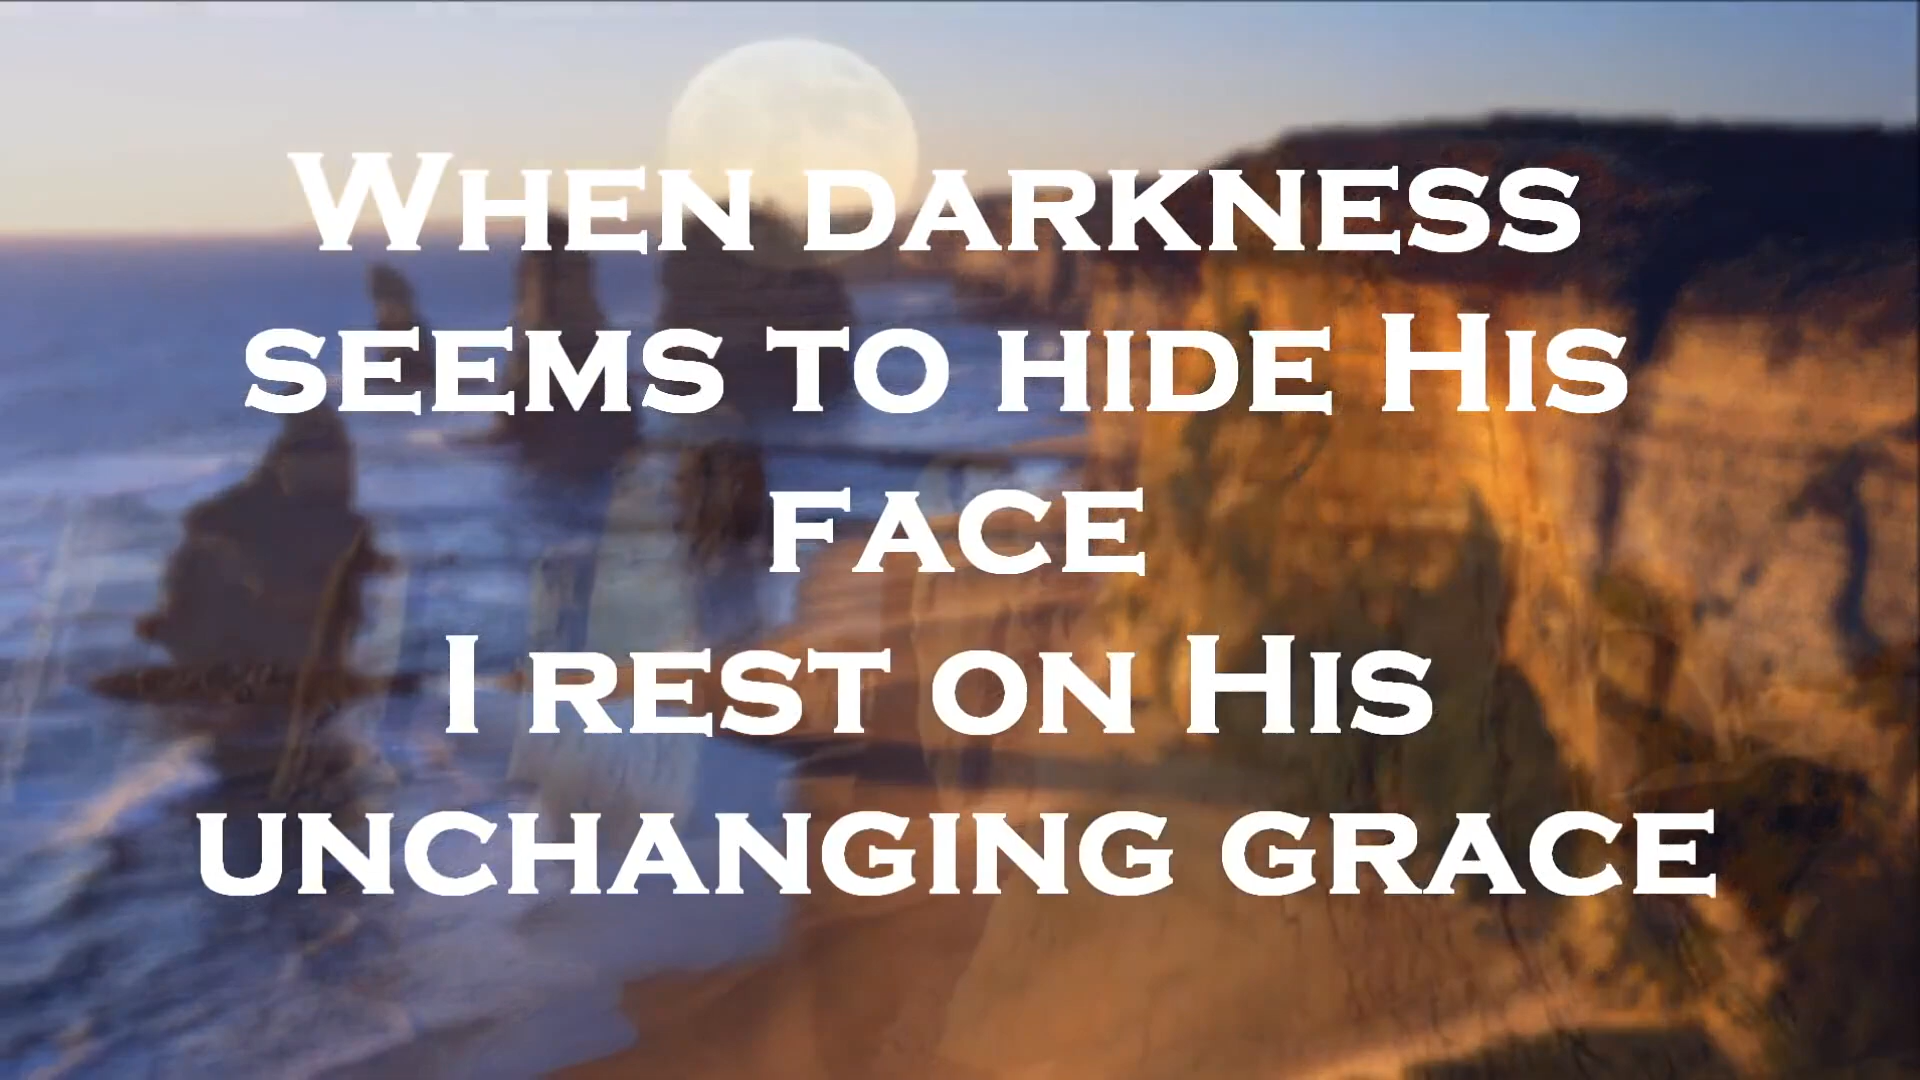 When darkness
seems to hide His
face
I rest on His
unchanging grace